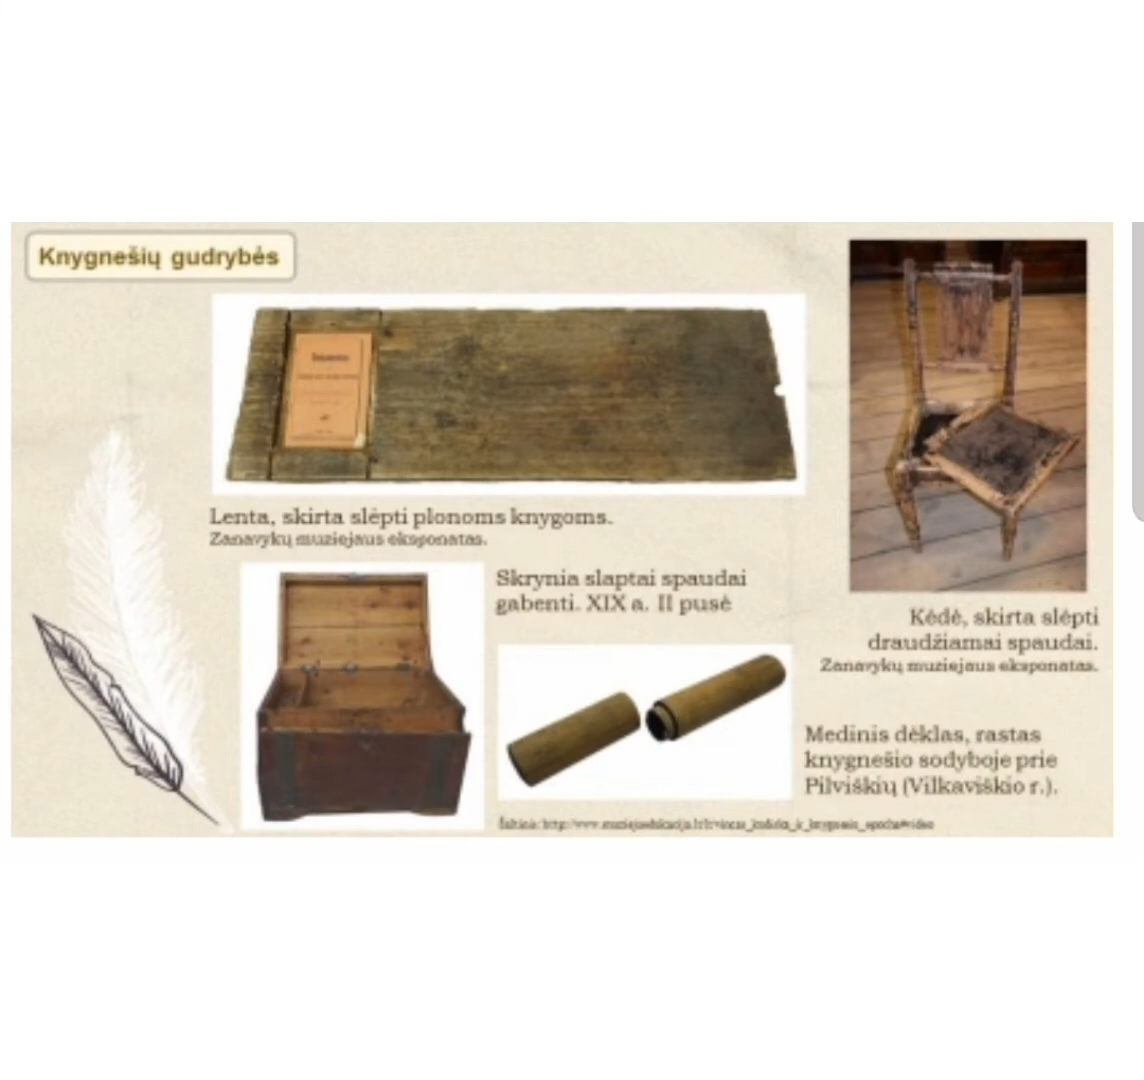 Knygnešių gudrybės
Lenta, skirta slėpti plonoms knygoms.
Zanavykų muziejaus eksponatas.
Skrynia slaptai spaudai
gabenti. XIX a. II pusė
Kėdė, skirta slėpti
draudžiamai spaudai.
Zanavykų muziejaus eksponatas.
Medinis dėklas, rastas
knygnešio sodyboje prie
Pilviškių (Vilkaviškio r.).
Šaltinis: